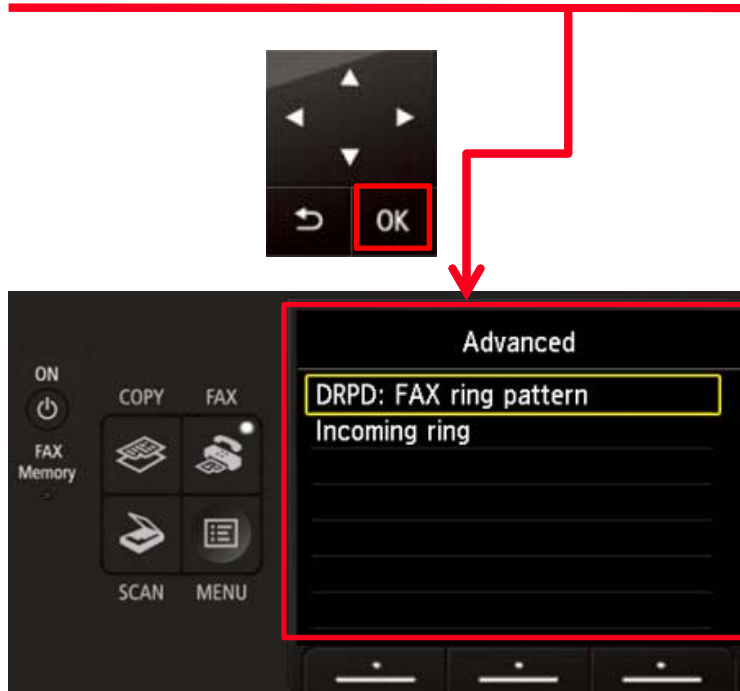 OK
Advanced
DRPD: FAX ring pattern
Incoming ring
ON
COPY FAX
FAX
Memory
SCAN MENU